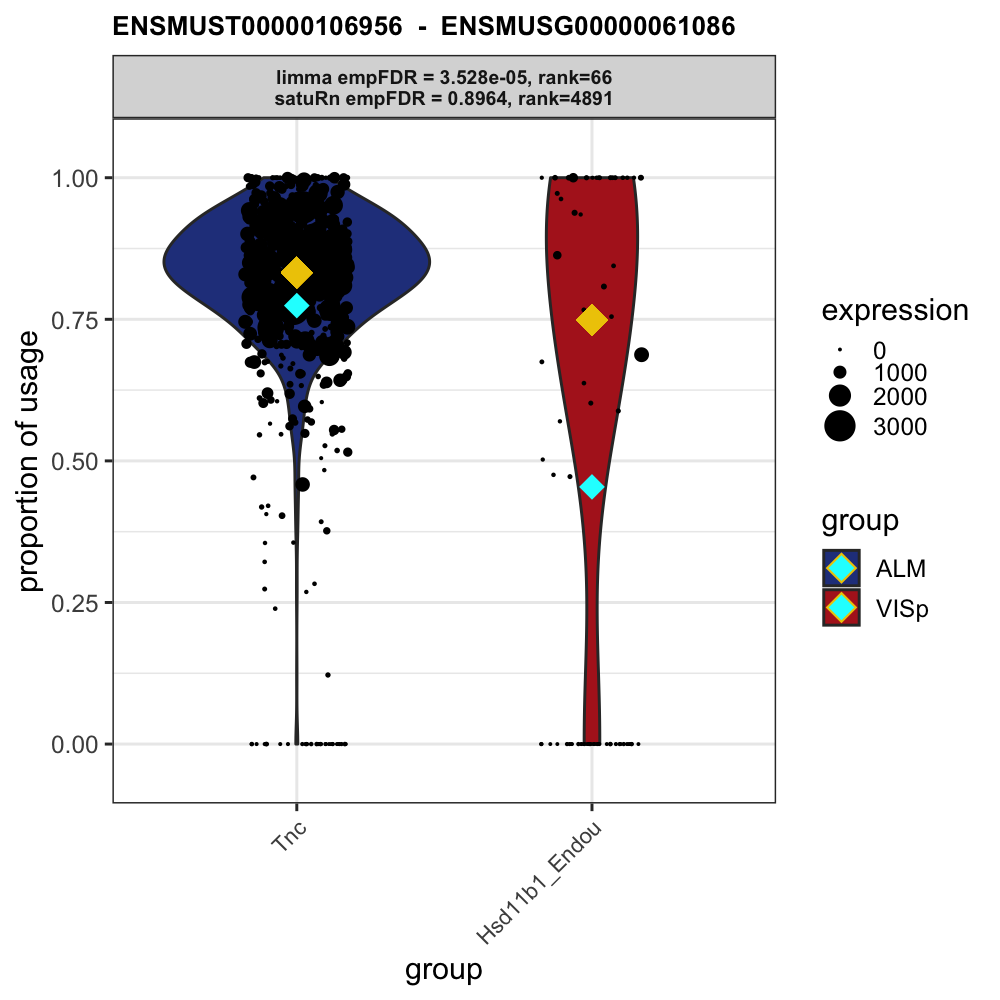 ENSMUST00000106956 - ENSMUSG00000061086
limma empFDR = 3.528e-05, rank=66
satuRn empFDR = 0.8964, rank=4891
proportion of usage
1.00
0.75
0.50
0.25
0.00
Tnc
Hsd11b1_Endou
group
expression
0
1000
2000
3000
group
ALM
VISp